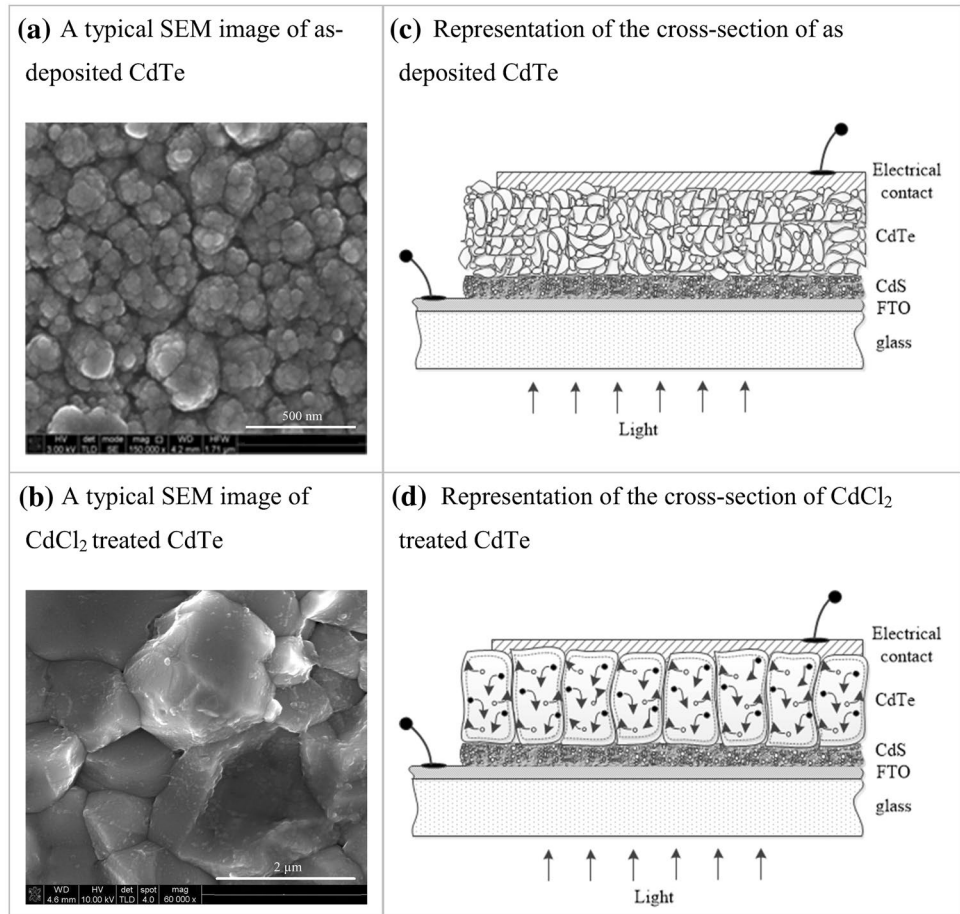 (a) A typical SEM image of as-
deposited CdTe
500 nm
HV det mode mag WD HFW
3.00 kV TLD SE 150 000 x 4.2 mm 1.71 µm
(c) Representation of the cross-section of as
deposited CdTe
Electrical
contact
CdTe
CdS
FTO
glass
Light
(b) A typical SEM image of
CdCl₂ treated CdTe
2 µm
WD HV det spot mag
4.6 mm 10.00 kV TLD 4.0 60 000 x
(d) Representation of the cross-section of CdCl₂
treated CdTe
Electrical
contact
CdTe
CdS
FTO
glass
Light